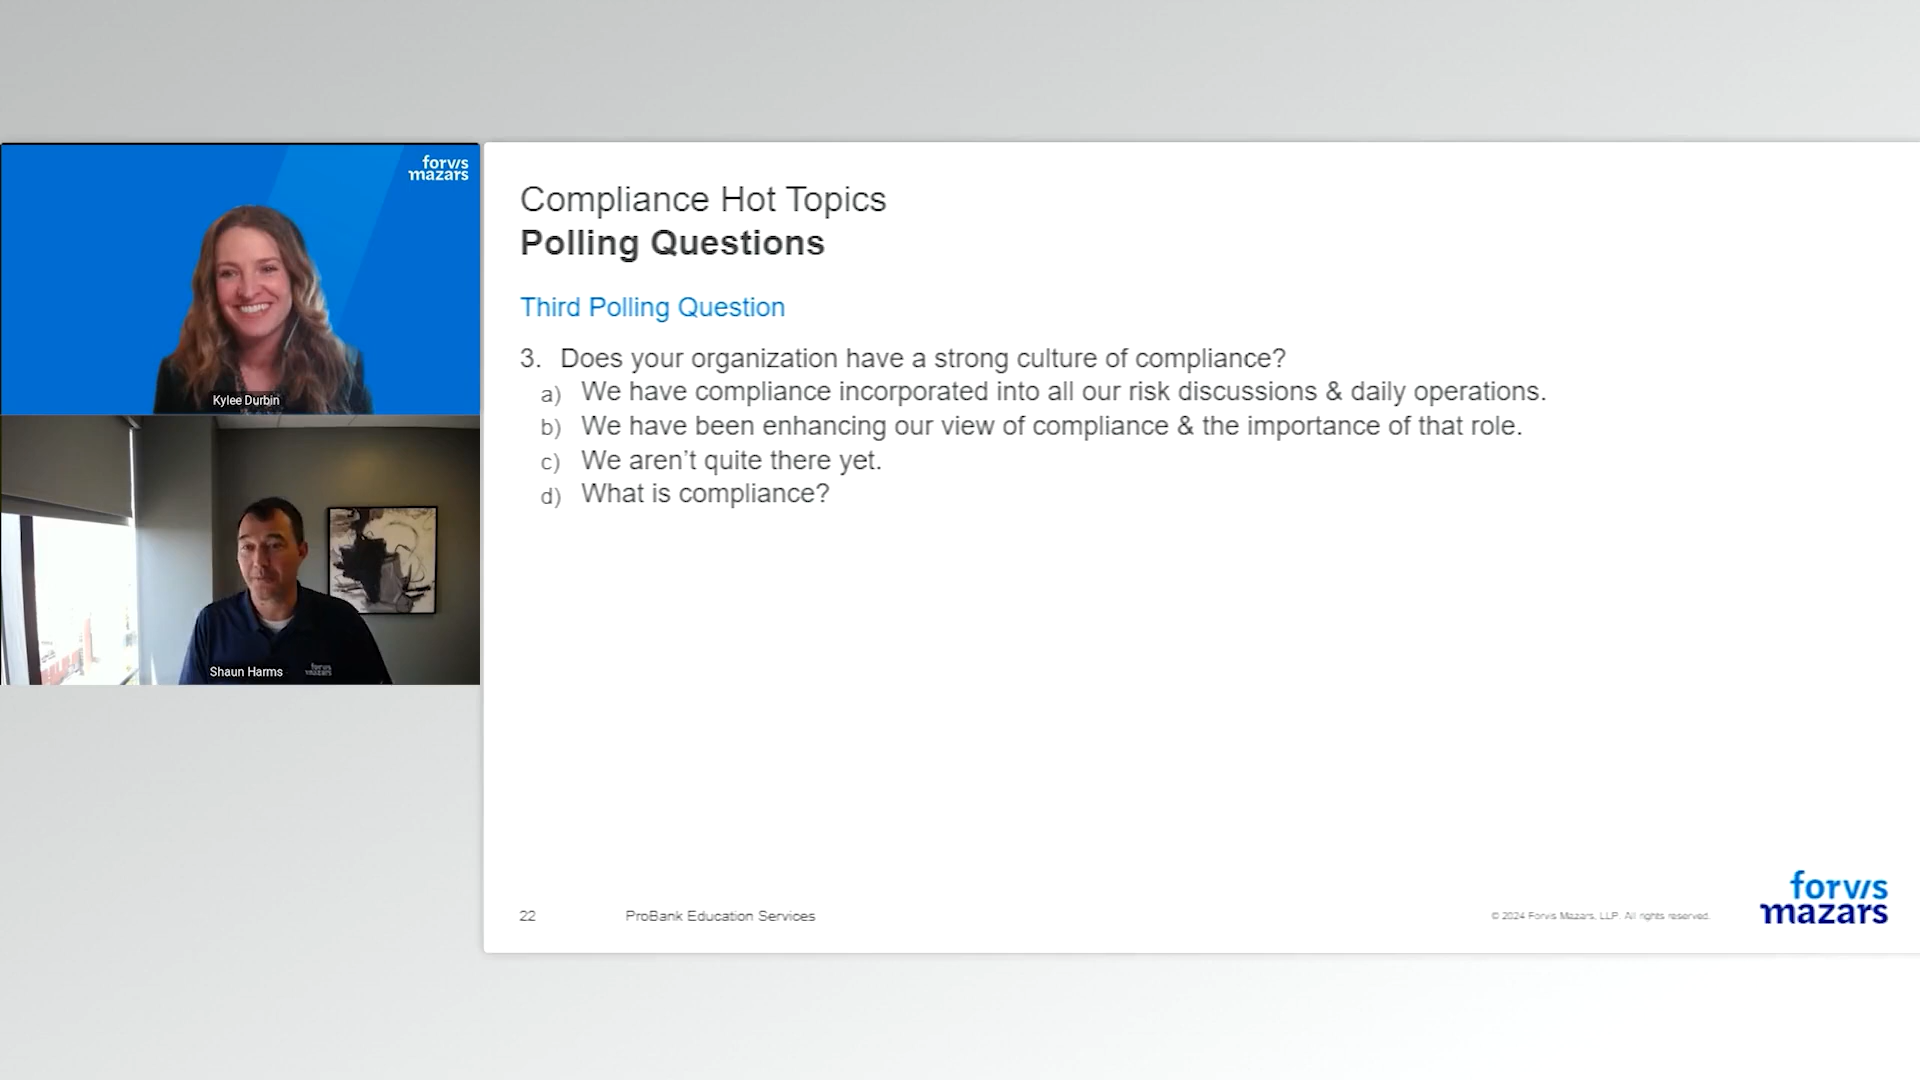 forvis
mazars
Kylee Durbin
Shaun Harms
forvis
mazars
Compliance Hot Topics
Polling Questions
Third Polling Question
3. Does your organization have a strong culture of compliance?
a) We have compliance incorporated into all our risk discussions & daily operations.
b) We have been enhancing our view of compliance & the importance of that role.
c) We aren’t quite there yet.
d) What is compliance?
22 ProBank Education Services © 2024 Forvis Mazars, LLP. All rights reserved.
forvis
mazars